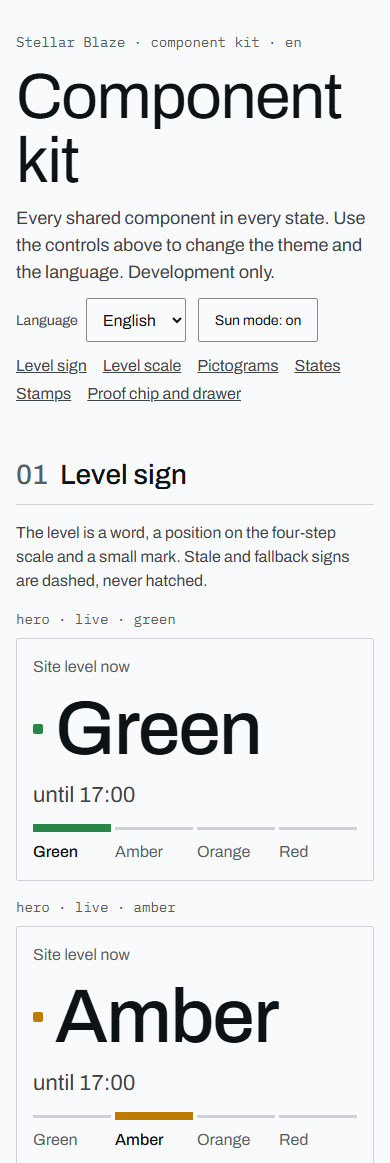 Stellar Blaze · component kit · en
Component
kit
Every shared component in every state. Use
the controls above to change the theme and
the language. Development only.
Language English Sun mode: on
Level sign Level scale Pictograms States
Stamps Proof chip and drawer
01 Level sign
The level is a word, a position on the four-step
scale and a small mark. Stale and fallback signs
are dashed, never hatched.
hero · live · green
Site level now
Green
until 17:00
Green Amber Orange Red
hero · live · amber
Site level now
Amber
until 17:00
Green Amber Orange Red